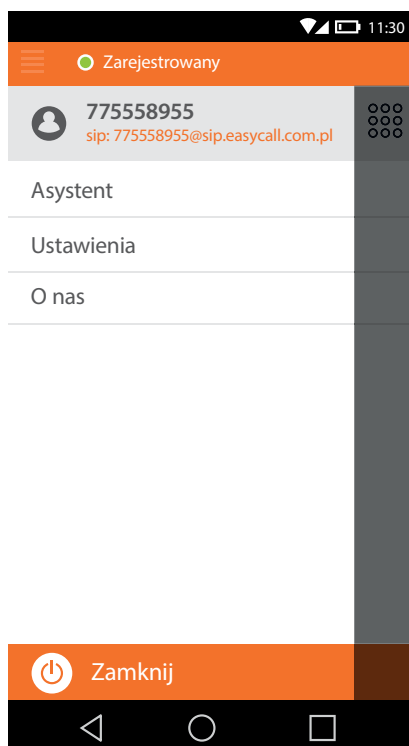 11:30
Zarejestrowany
775558955
sip: 775558955@sip.easycall.com.pl
Asystent
Ustawienia
O nas
Zamknij